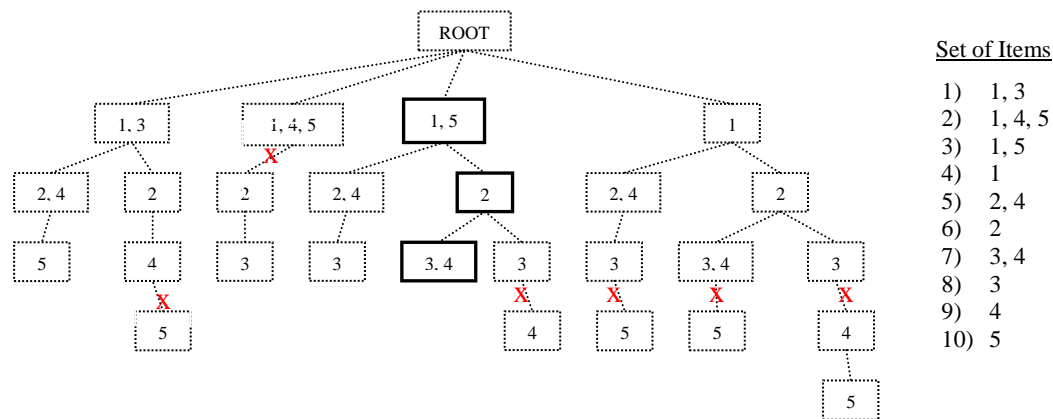 ROOT
Set of Items
1) 1, 3
2) 1, 4, 5
3) 1, 5
4) 1
5) 2, 4
6) 2
7) 3, 4
8) 3
9) 4
10) 5
1, 3
1, 4, 5
1, 5
1
X
2, 4
2
2
2, 4
2
2, 4
2
5
4
3
3
3, 4
3
3
3, 4
3
X
X
X
X
X
5
4
5
5
4
5